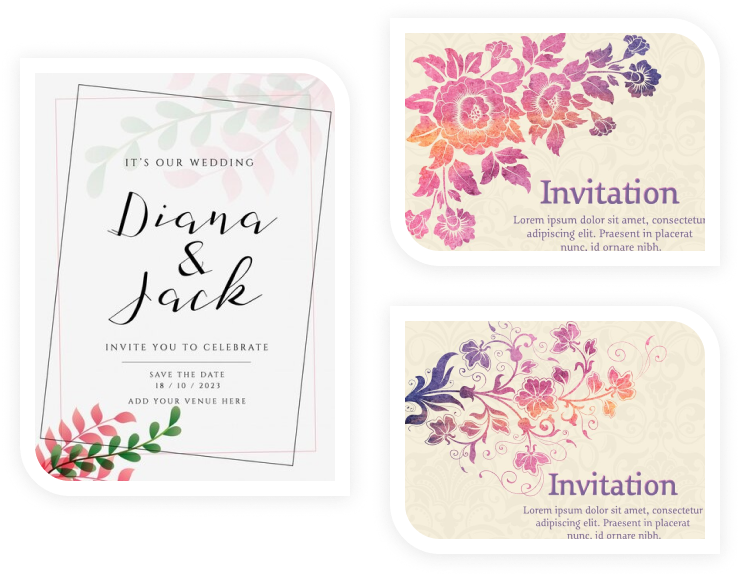 IT'S OUR WEDDING
Diana
&
Jack
INVITE YOU TO CELEBRATE
SAVE THE DATE
18 / 10 / 2023
ADD YOUR VENUE HERE
Invitation
Lorem ipsum dolor sit amet, consectetur
adipiscing elit. Praesent in placerat
nunc, id ornare nibh.
Invitation
Lorem ipsum dolor sit amet, consectetur
adipiscing elit. Praesent in placerat
nunc, id ornare nibh.